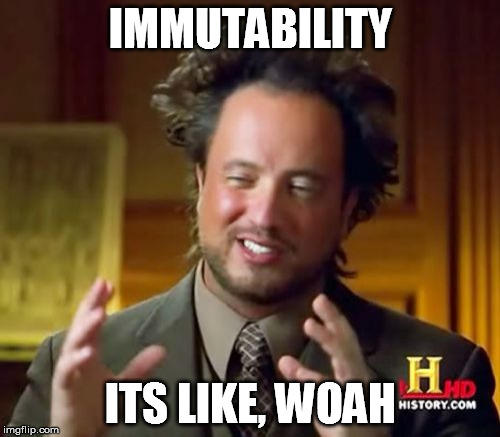 IMMUTABILITY
ITS LIKE, WOAH
H HD
HISTORY.COM
imgflip.com